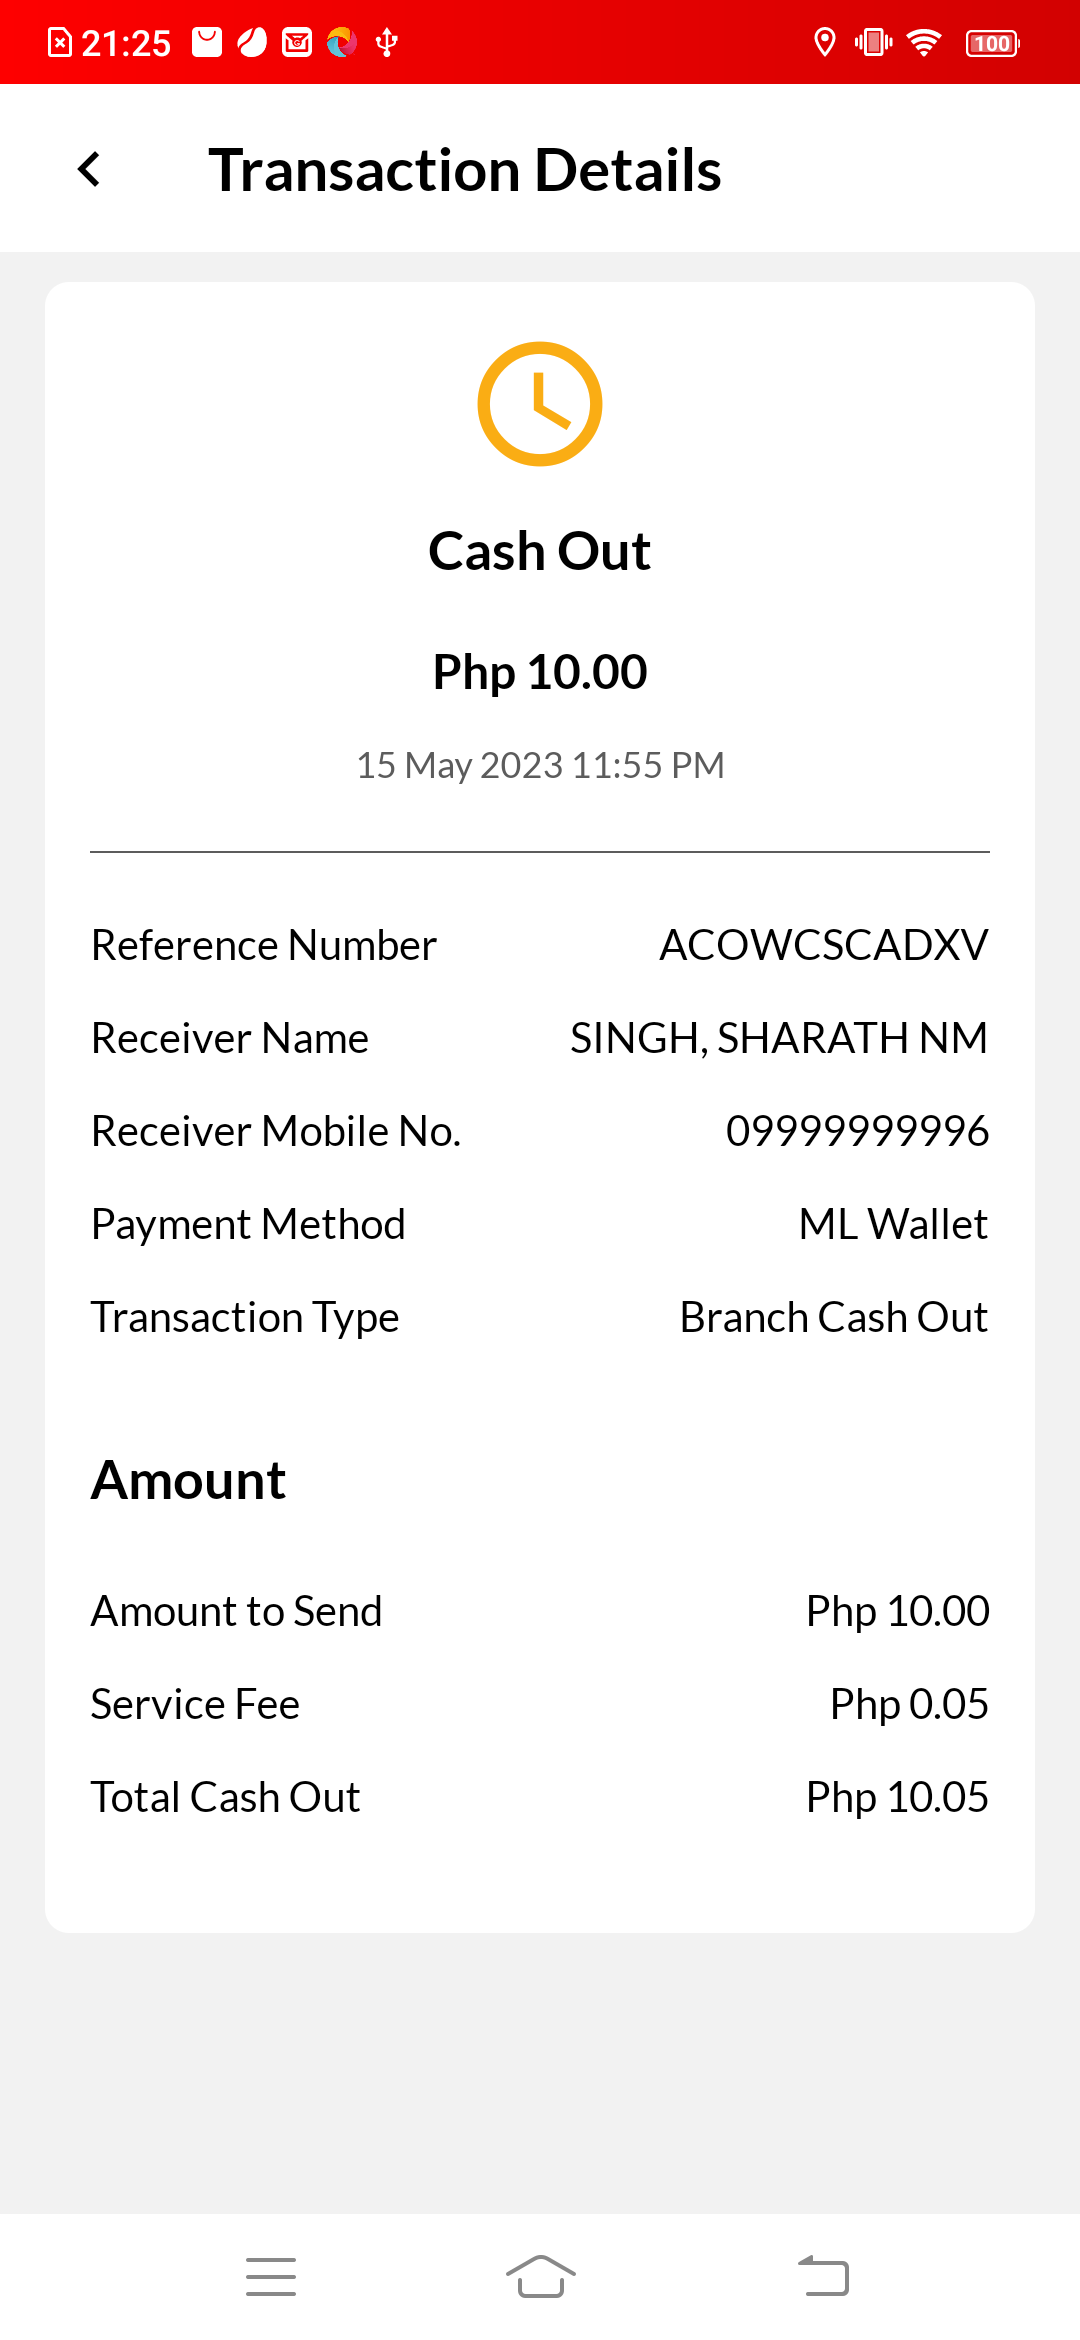 21:25
100
Transaction Details
Cash Out
Php 10.00
15 May 2023 11:55 PM
Reference Number ACOWCSCADXV
Receiver Name SINGH, SHARATH NM
Receiver Mobile No. 09999999996
Payment Method ML Wallet
Transaction Type Branch Cash Out
Amount
Amount to Send Php 10.00
Service Fee Php 0.05
Total Cash Out Php 10.05